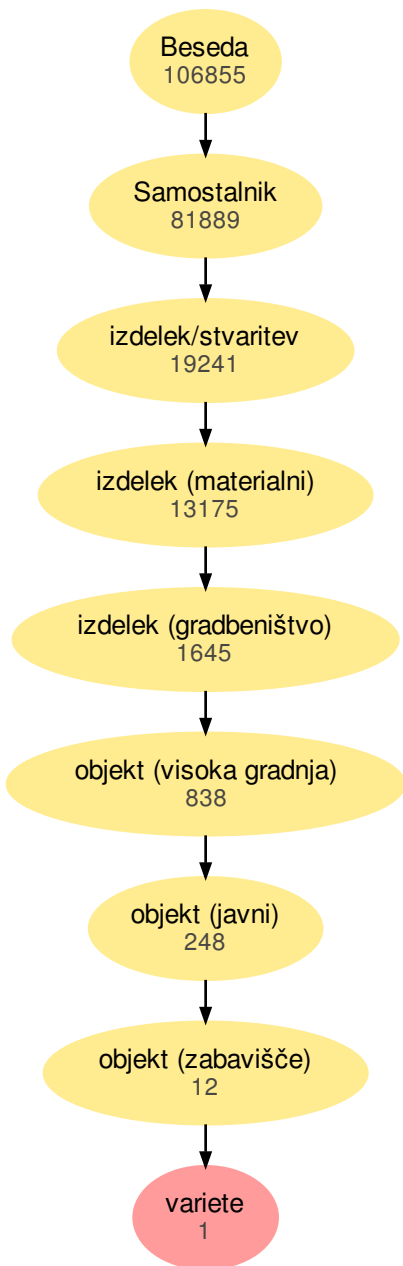 Beseda
106855
Samostalnik
81889
izdelek/stvaritev
19241
izdelek (materialni)
13175
izdelek (gradbeništvo)
1645
objekt (visoka gradnja)
838
objekt (javni)
248
objekt (zabavišče)
12
variete
1